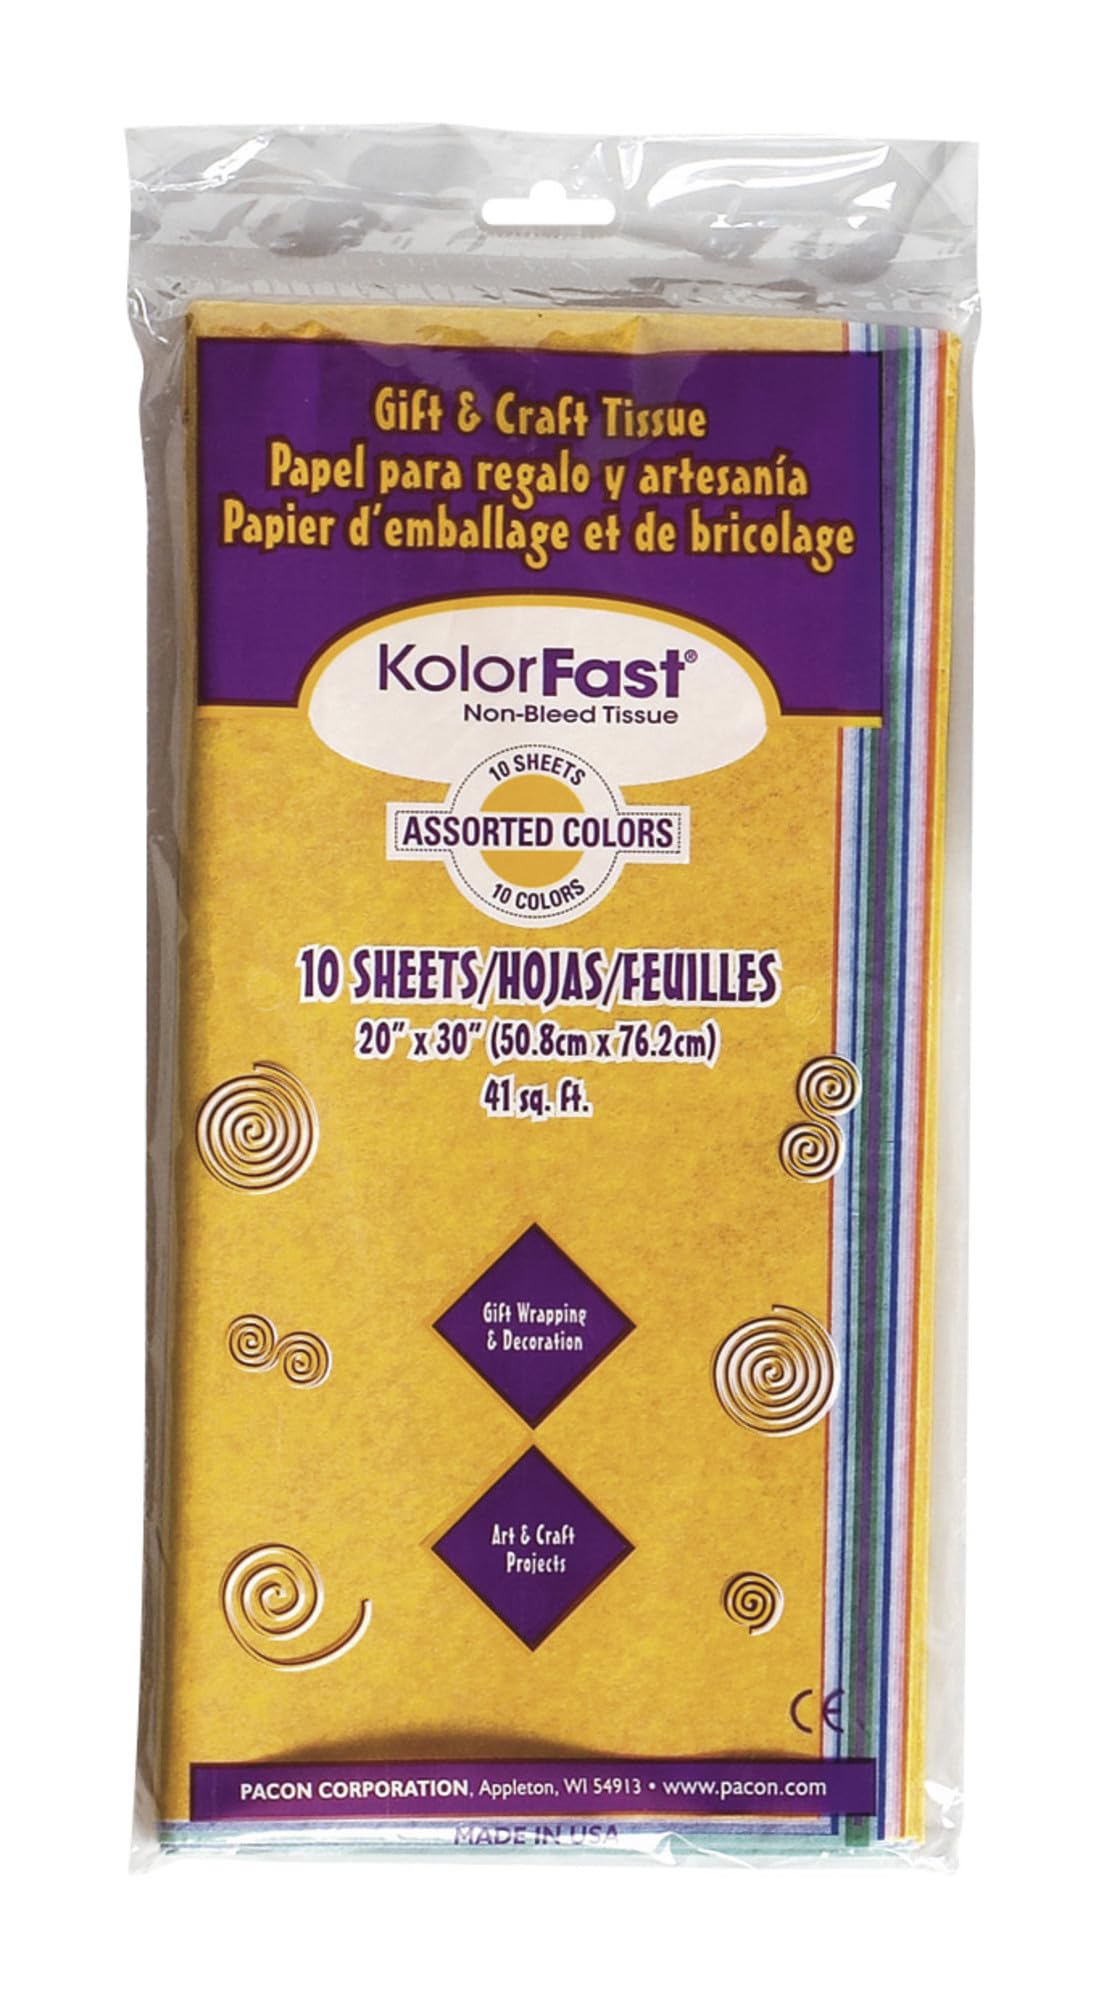 Gift & Craft Tissue
Papel para regalo y artesanía
Papier d'emballage et de bricolage
KolorFast®
Non-Bleed Tissue
10 SHEETS
ASSORTED COLORS
10 COLORS
10 SHEETS/HOJAS/FEUILLES
20" x 30" (50.8cm x 76.2cm)
41 sq. ft.
Gift Wrapping
& Decoration
Art & Craft
Projects
CE
PACON CORPORATION, Appleton, WI 54913 • www.pacon.com
MADE IN USA